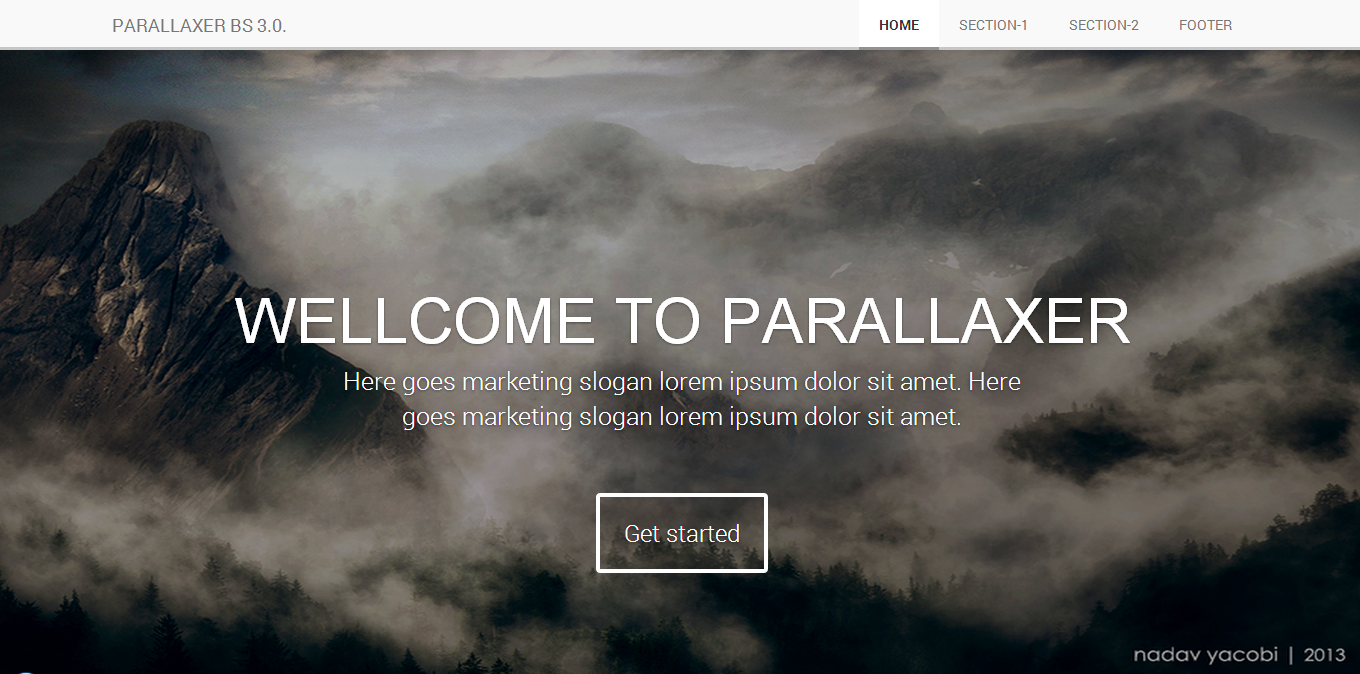 PARALLAXER BS 3.0.
HOME SECTION-1 SECTION-2 FOOTER
WELLCOME TO PARALLAXER
Here goes marketing slogan lorem ipsum dolor sit amet. Here
goes marketing slogan lorem ipsum dolor sit amet.
Get started
nadav yacobi | 2013